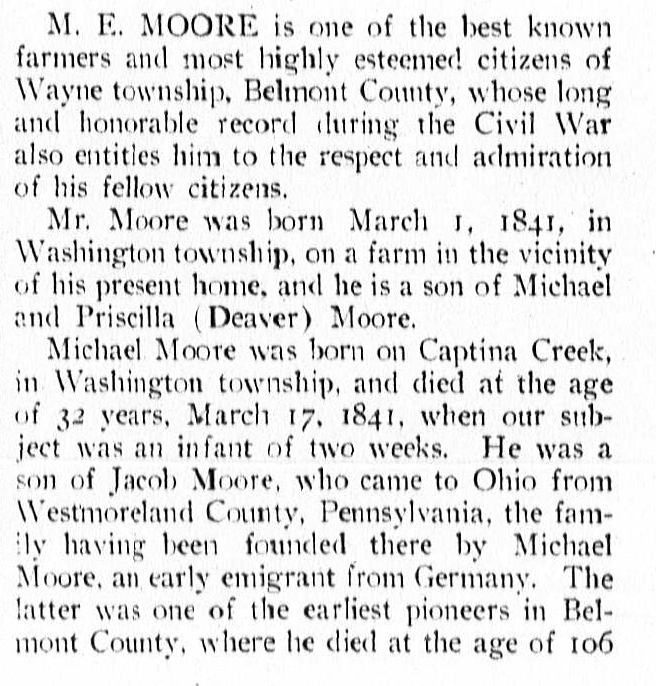 M. E. MOORE is one of the best known
farmers and most highly esteemed citizens of
Wayne township, Belmont County, whose long
and honorable record during the Civil War
also entitles him to the respect and admiration
of his fellow citizens.
Mr. Moore was born March 1, 1841, in
Washington township, on a farm in the vicinity
of his present home, and he is a son of Michael
and Priscilla (Deaver) Moore.
Michael Moore was born on Captina Creek,
in Washington township, and died at the age
of 32 years, March 17, 1841, when our sub-
ject was an infant of two weeks. He was a
son of Jacob Moore, who came to Ohio from
Westmoreland County, Pennsylvania, the fam-
ily having been founded there by Michael
Moore, an early emigrant from Germany. The
latter was one of the earliest pioneers in Bel-
mont County, where he died at the age of 106